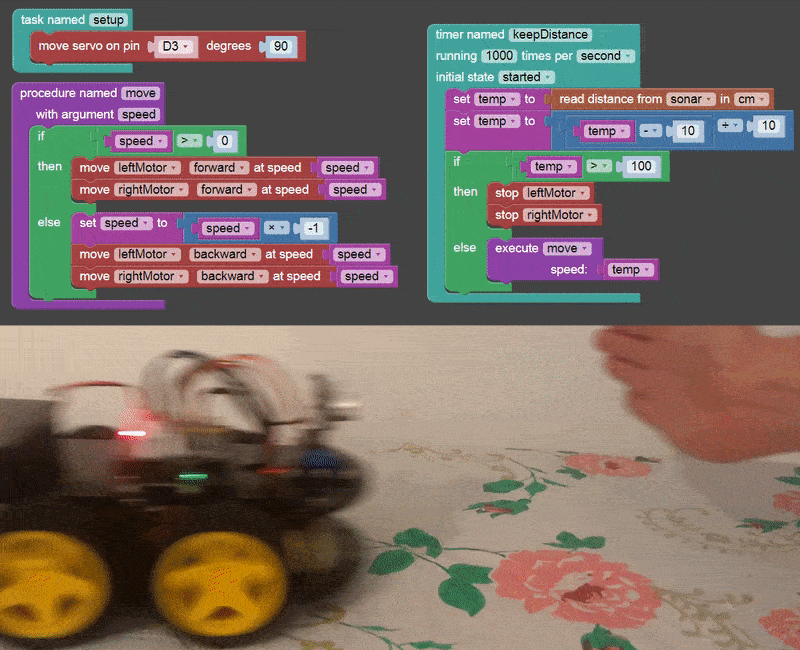 task named setup
move servo on pin D3 degrees 90
procedure named move
with argument speed
if speed > 0
then move leftMotor forward at speed speed
move rightMotor forward at speed speed
else set speed to speed × -1
move leftMotor backward at speed speed
move rightMotor backward at speed speed
timer named keepDistance
running 1000 times per second
initial state started
set temp to read distance from sonar in cm
set temp to temp - 10 ÷ 10
if temp > 100
then stop leftMotor
stop rightMotor
else execute move
speed: temp